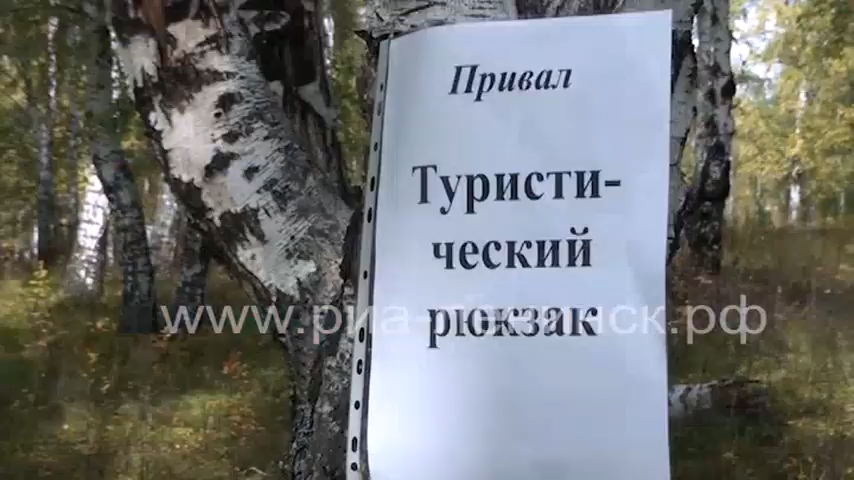 Привал
Туристи-
ческий
рюкзак